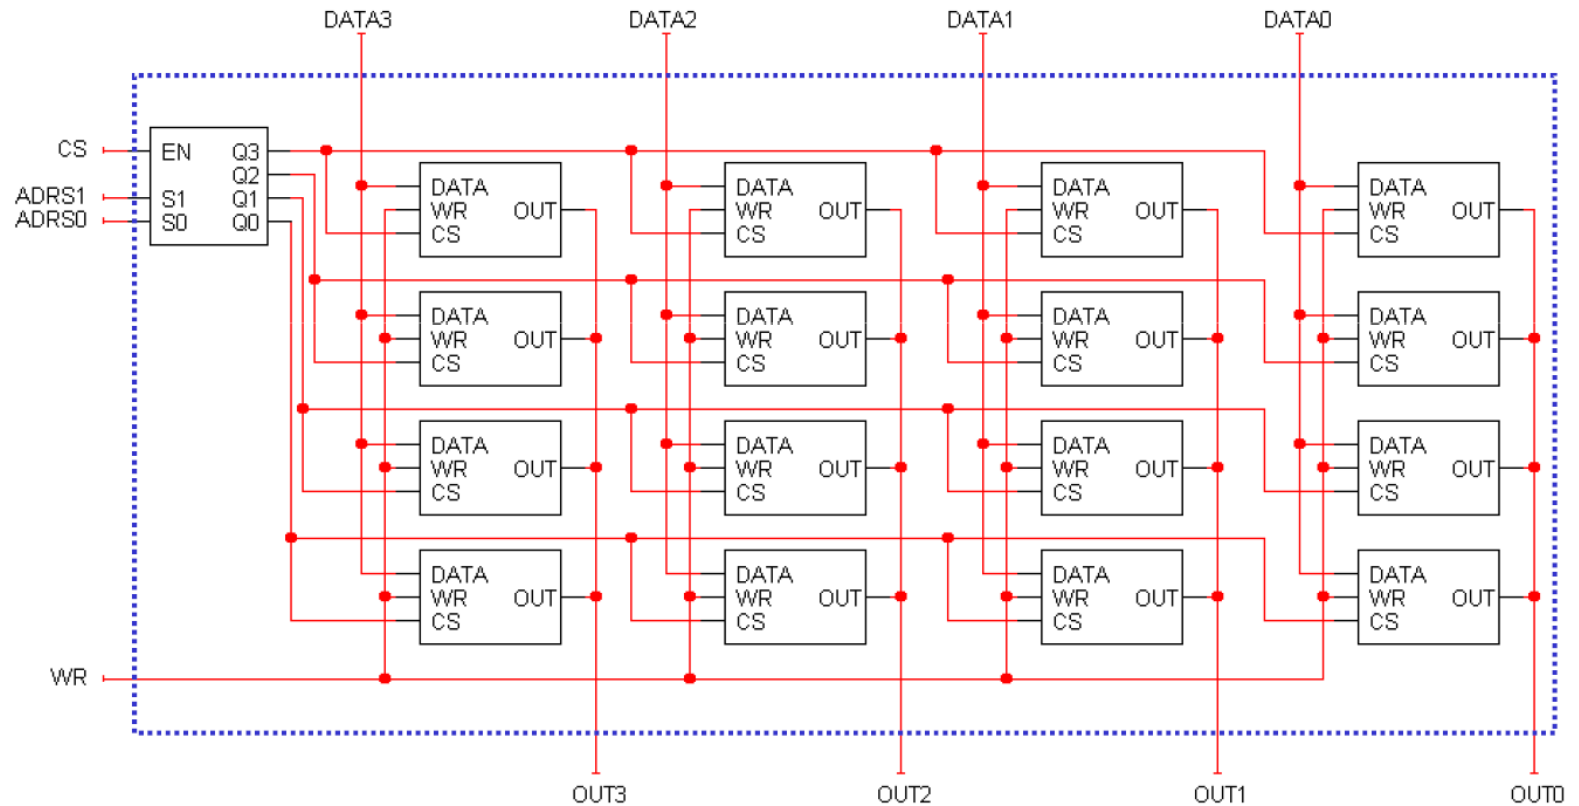 DATA3 DATA2 DATA1 DATA0
CS EN Q3
Q2
ADRS1 S1 Q1
ADRS0 S0 Q0
DATA DATA DATA DATA
WR OUT WR OUT WR OUT WR OUT
CS CS CS CS
DATA DATA DATA DATA
WR OUT WR OUT WR OUT WR OUT
CS CS CS CS
DATA DATA DATA DATA
WR OUT WR OUT WR OUT WR OUT
CS CS CS CS
DATA DATA DATA DATA
WR OUT WR OUT WR OUT WR OUT
CS CS CS CS
WR
OUT3 OUT2 OUT1 OUT0